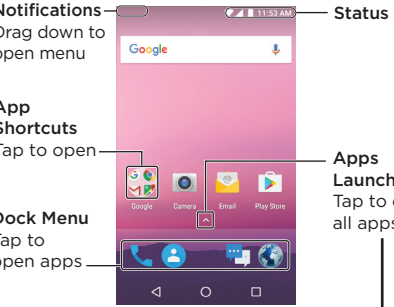 Notifications
Drag down to
open menu
Status
11:53 AM
Google
App
Shortcuts
Tap to open
Google
Camera
Email
Play Store
Apps
Tap to
all apps
Dock Menu
Tap to
open apps